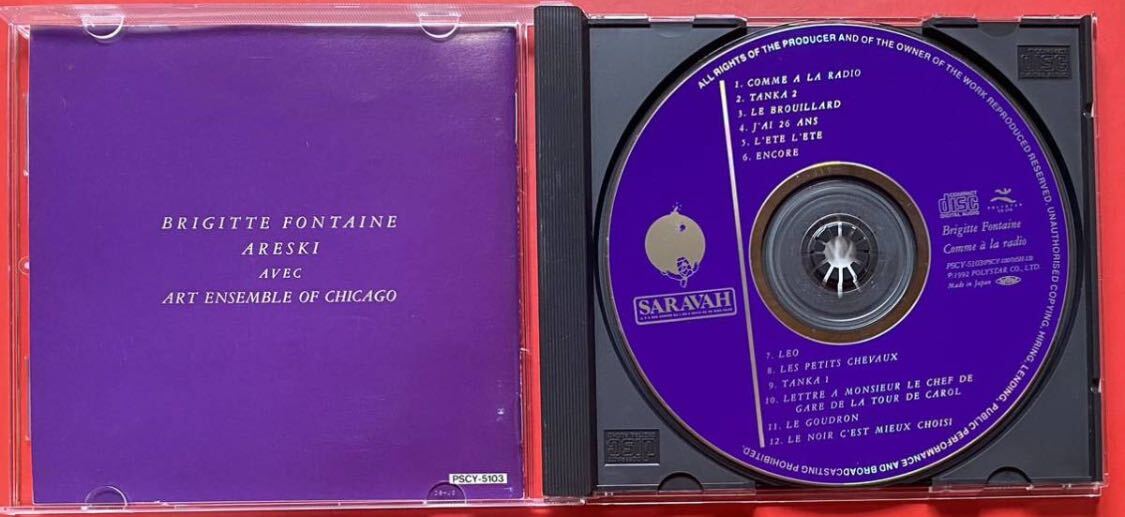 BRIGITTE FONTAINE
ARESKI
AVEC
ART ENSEMBLE OF CHICAGO
PSCY-5103
ALL RIGHTS OF THE PRODUCER AND OF THE OWNER OF THE WORK REPRODUCED RESERVED. UNAUTHORISED COPYING, HIRING, LENDING, PUBLIC PERFORMANCE AND BROADCASTING PROHIBITED.
1. COMME A LA RADIO
2. TANKA 2
3. LE BROUILLARD
4. J'AI 26 ANS
5. L'ETE L'ETE
6. ENCORE
COMPACT
disc
DIGITAL AUDIO
POLYSTAR
Brigitte Fontaine
Comme à la radio
PSCY-5103
℗1992 POLYSTAR CO., LTD.
Made in Japan
SARAVAH
7. LEO
8. LES PETITS CHEVAUX
9. TANKA 1
10. LETTRE A MONSIEUR LE CHEF DE
GARE DE LA TOUR DE CAROL
11. LE GOUDRON
12. LE NOIR C'EST MIEUX CHOISI
COMPACT
disc